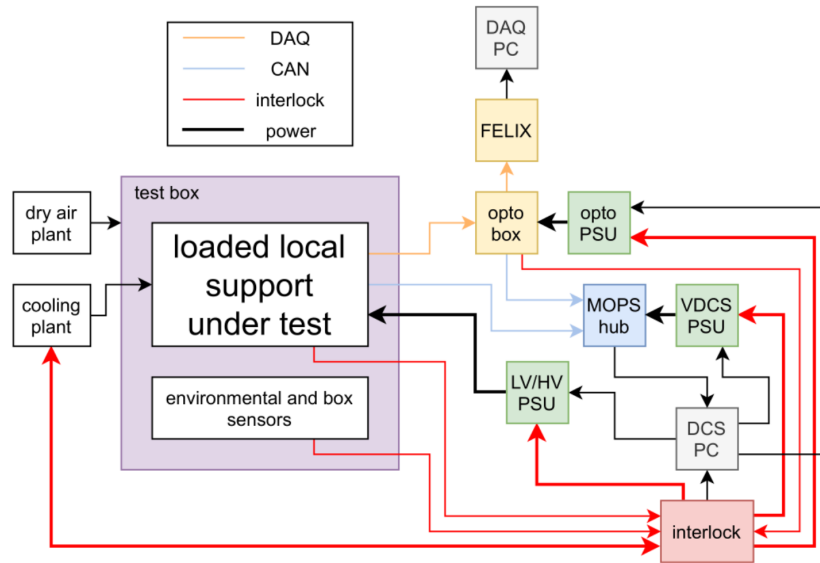 DAQ
CAN
interlock
power
DAQ
PC
FELIX
test box
dry air
plant
loaded local
support
under test
opto
box
opto
PSU
cooling
plant
MOPS
hub
VDCS
PSU
environmental and box
sensors
LV/HV
PSU
DCS
PC
interlock